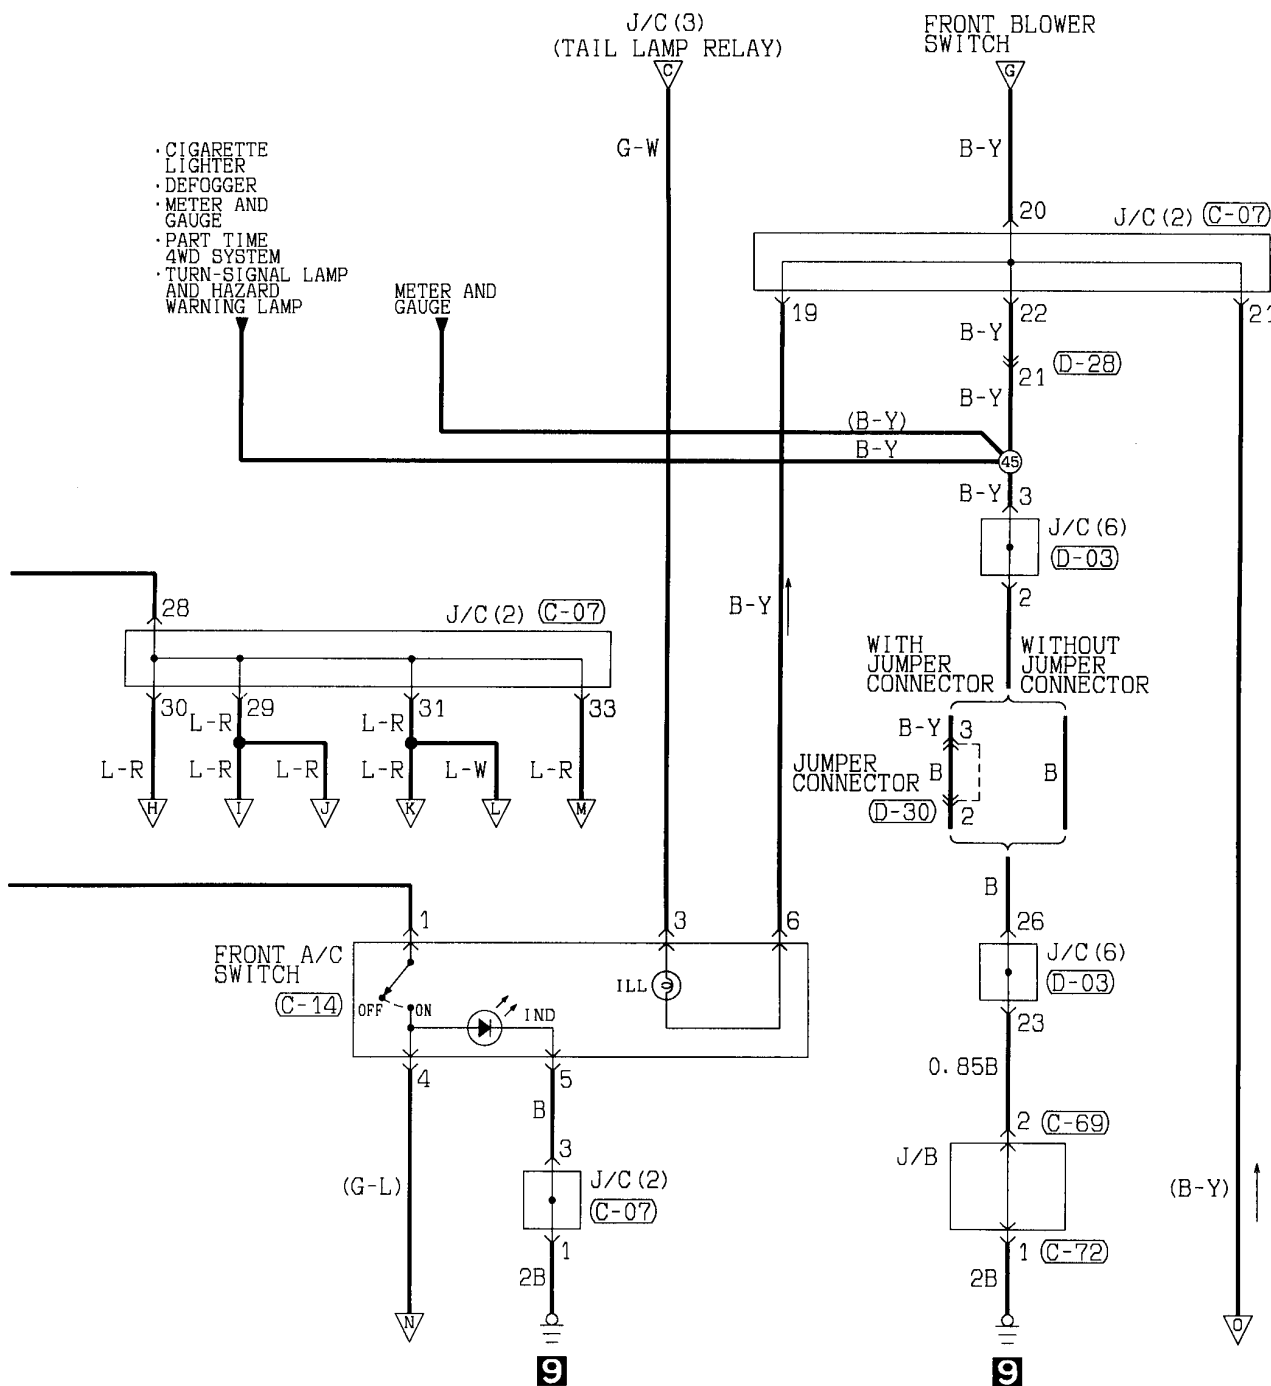 J/C(3)
(TAIL LAMP RELAY)
C
FRONT BLOWER
SWITCH
G
G-W
B-Y
· CIGARETTE
LIGHTER
· DEFOGGER
· METER AND
GAUGE
· PART TIME
4WD SYSTEM
· TURN-SIGNAL LAMP
AND HAZARD
WARNING LAMP
METER AND
GAUGE
20
J/C(2) C-07
19
22
21
B-Y
D-28
21
B-Y
(B-Y)
B-Y
45
B-Y 3
J/C(6)
D-03
2
B-Y
28
J/C(2) C-07
30
29
31
33
L-R
L-R
L-R
L-R
L-R
L-R
L-W
L-R
H
I
J
K
L
M
WITH
JUMPER
CONNECTOR
WITHOUT
JUMPER
CONNECTOR
B-Y 3
JUMPER
CONNECTOR
B
B
D-30
2
B
26
J/C(6)
D-03
23
0.85B
2 C-69
J/B
1 C-72
2B
9
1
3
6
FRONT A/C
SWITCH
C-14
OFF
ON
IND
ILL
4
5
B
3
J/C(2)
C-07
1
2B
9
(G-L)
N
(B-Y)
O